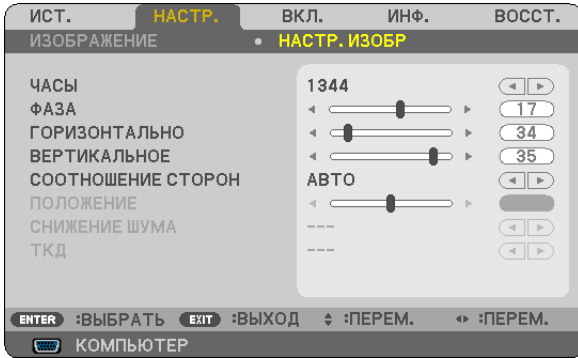 ИСТ. НАСТР. ВКЛ. ИНФ. ВОССТ.
ИЗОБРАЖЕНИЕ • НАСТР. ИЗОБР
ЧАСЫ 1344
ФАЗА 17
ГОРИЗОНТАЛЬНО 34
ВЕРТИКАЛЬНОЕ 35
СООТНОШЕНИЕ СТОРОН АВТО
ПОЛОЖЕНИЕ
СНИЖЕНИЕ ШУМА ---
ТКД ---
ENTER :ВЫБРАТЬ EXIT :ВЫХОД :ПЕРЕМ. :ПЕРЕМ.
КОМПЬЮТЕР